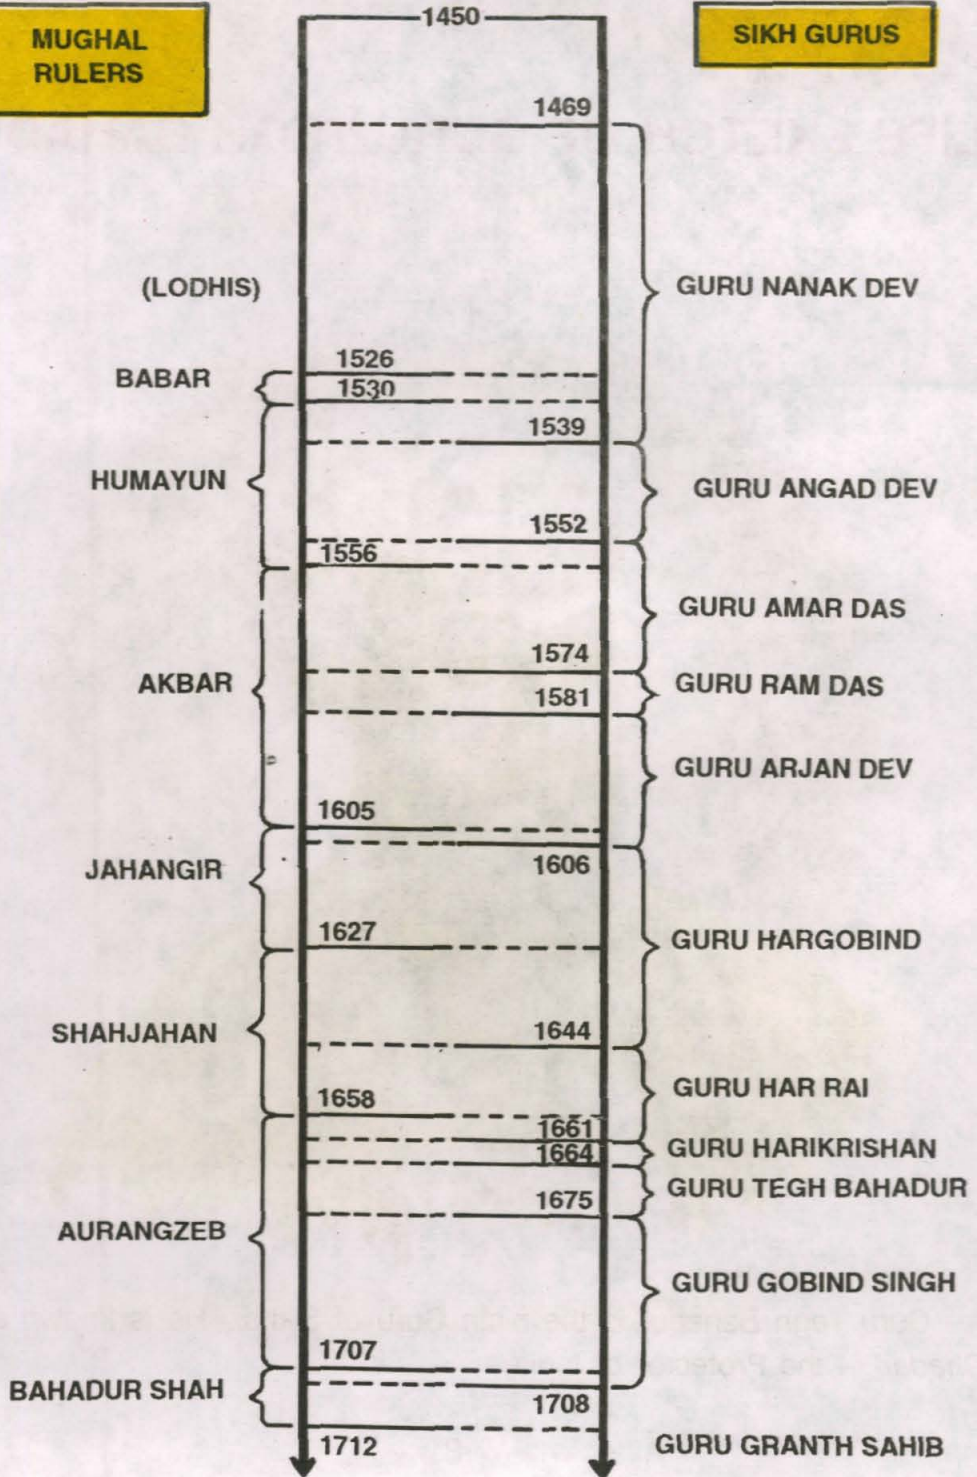 1450
MUGHAL
RULERS
SIKH GURUS
1469
(LODHIS)
GURU NANAK DEV
1526
BABAR
1530
1539
HUMAYUN
GURU ANGAD DEV
1552
1556
GURU AMAR DAS
1574
AKBAR
GURU RAM DAS
1581
GURU ARJAN DEV
1605
1606
JAHANGIR
1627
GURU HARGOBIND
SHAHJAHAN
1644
GURU HAR RAI
1658
1661
GURU HARIKRISHAN
1664
GURU TEGH BAHADUR
1675
AURANGZEB
GURU GOBIND SINGH
1707
BAHADUR SHAH
1708
1712
GURU GRANTH SAHIB